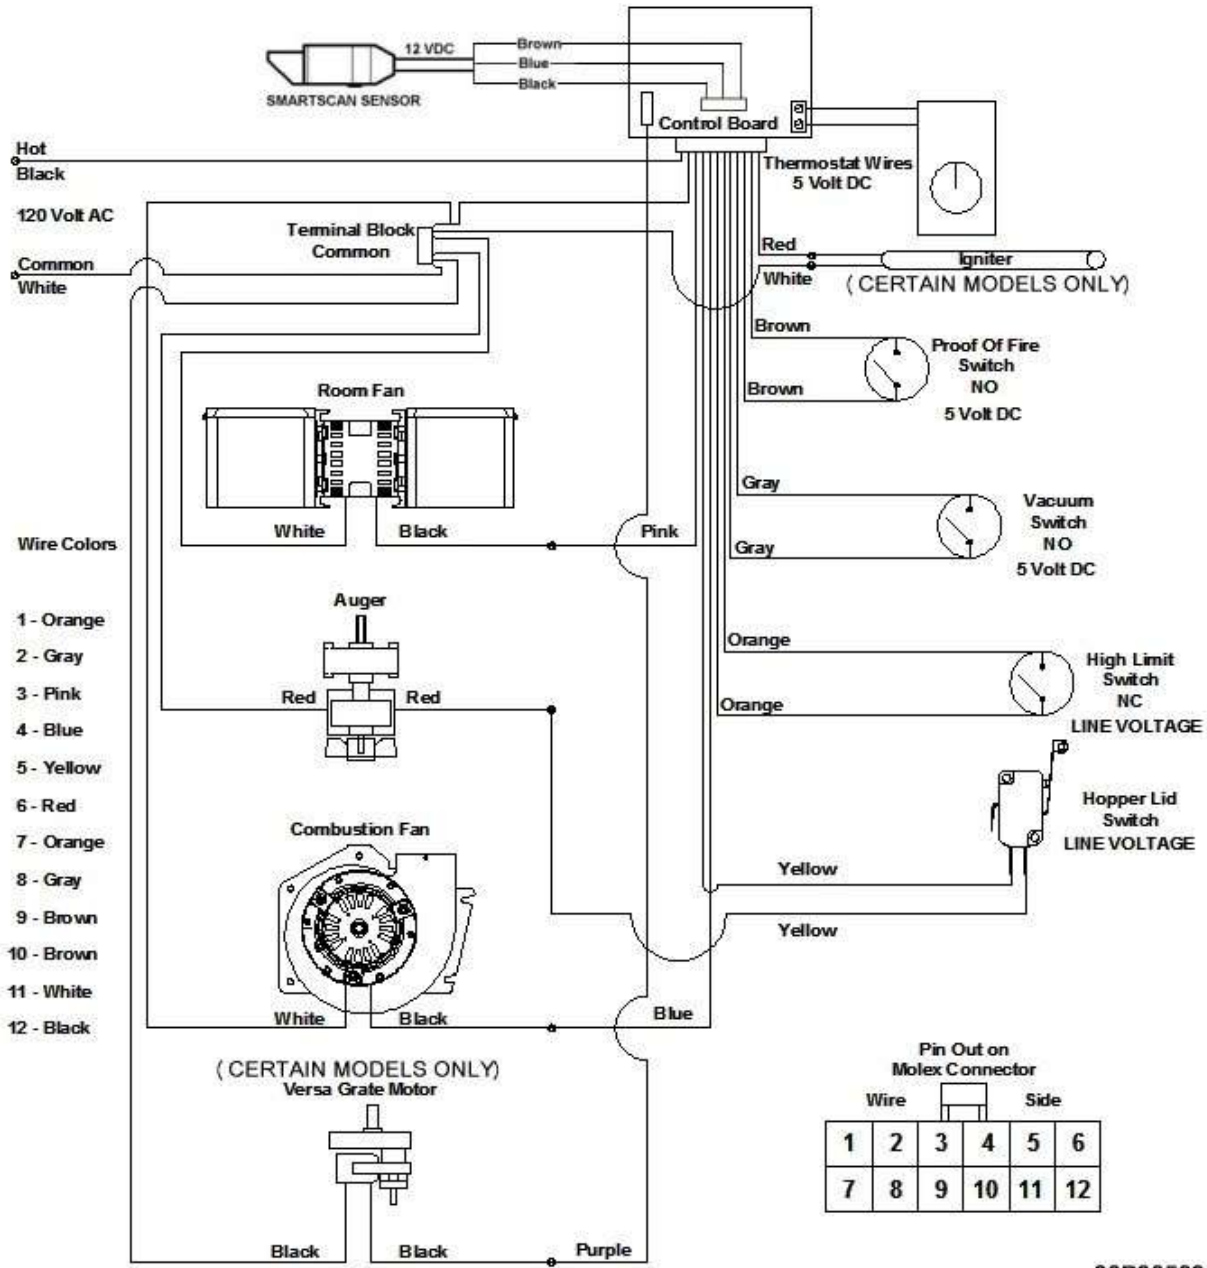 12 VDC
Brown
Blue
Black
SMARTSCAN SENSOR
Control Board
Hot
Black
Thermostat Wires
5 Volt DC
120 Volt AC
Terminal Block
Common
Common
White
Red
Igniter
White
( CERTAIN MODELS ONLY)
Brown
Proof Of Fire
Switch
NO
5 Volt DC
Brown
Room Fan
Gray
Vacuum
Switch
NO
5 Volt DC
Gray
White
Black
Pink
Wire Colors
1 - Orange
2 - Gray
3 - Pink
4 - Blue
5 - Yellow
6 - Red
7 - Orange
8 - Gray
9 - Brown
10 - Brown
11 - White
12 - Black
Auger
Red
Red
Orange
High Limit
Switch
NC
LINE VOLTAGE
Orange
Hopper Lid
Switch
LINE VOLTAGE
Combustion Fan
Yellow
Yellow
White
Black
Blue
( CERTAIN MODELS ONLY)
Versa Grate Motor
Black
Black
Purple
Pin Out on
Molex Connector
Wire Side
1 2 3 4 5 6
7 8 9 10 11 12